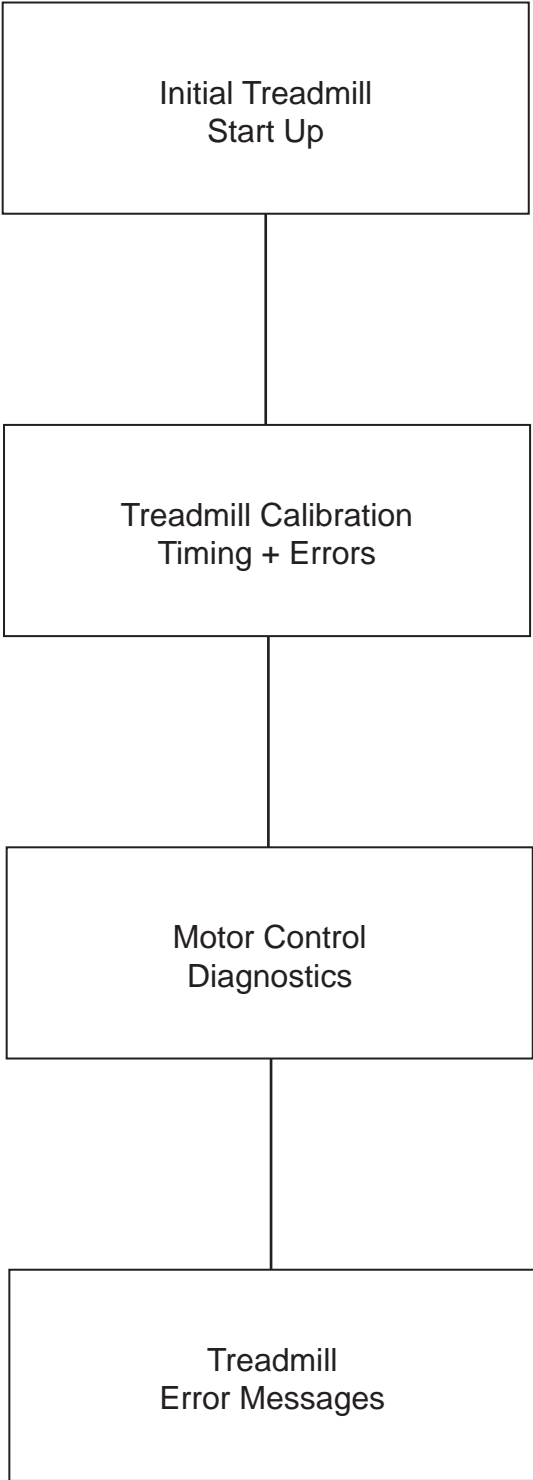 Initial Treadmill
Start Up
Treadmill Calibration
Timing + Errors
Motor Control
Diagnostics
Treadmill
Error Messages